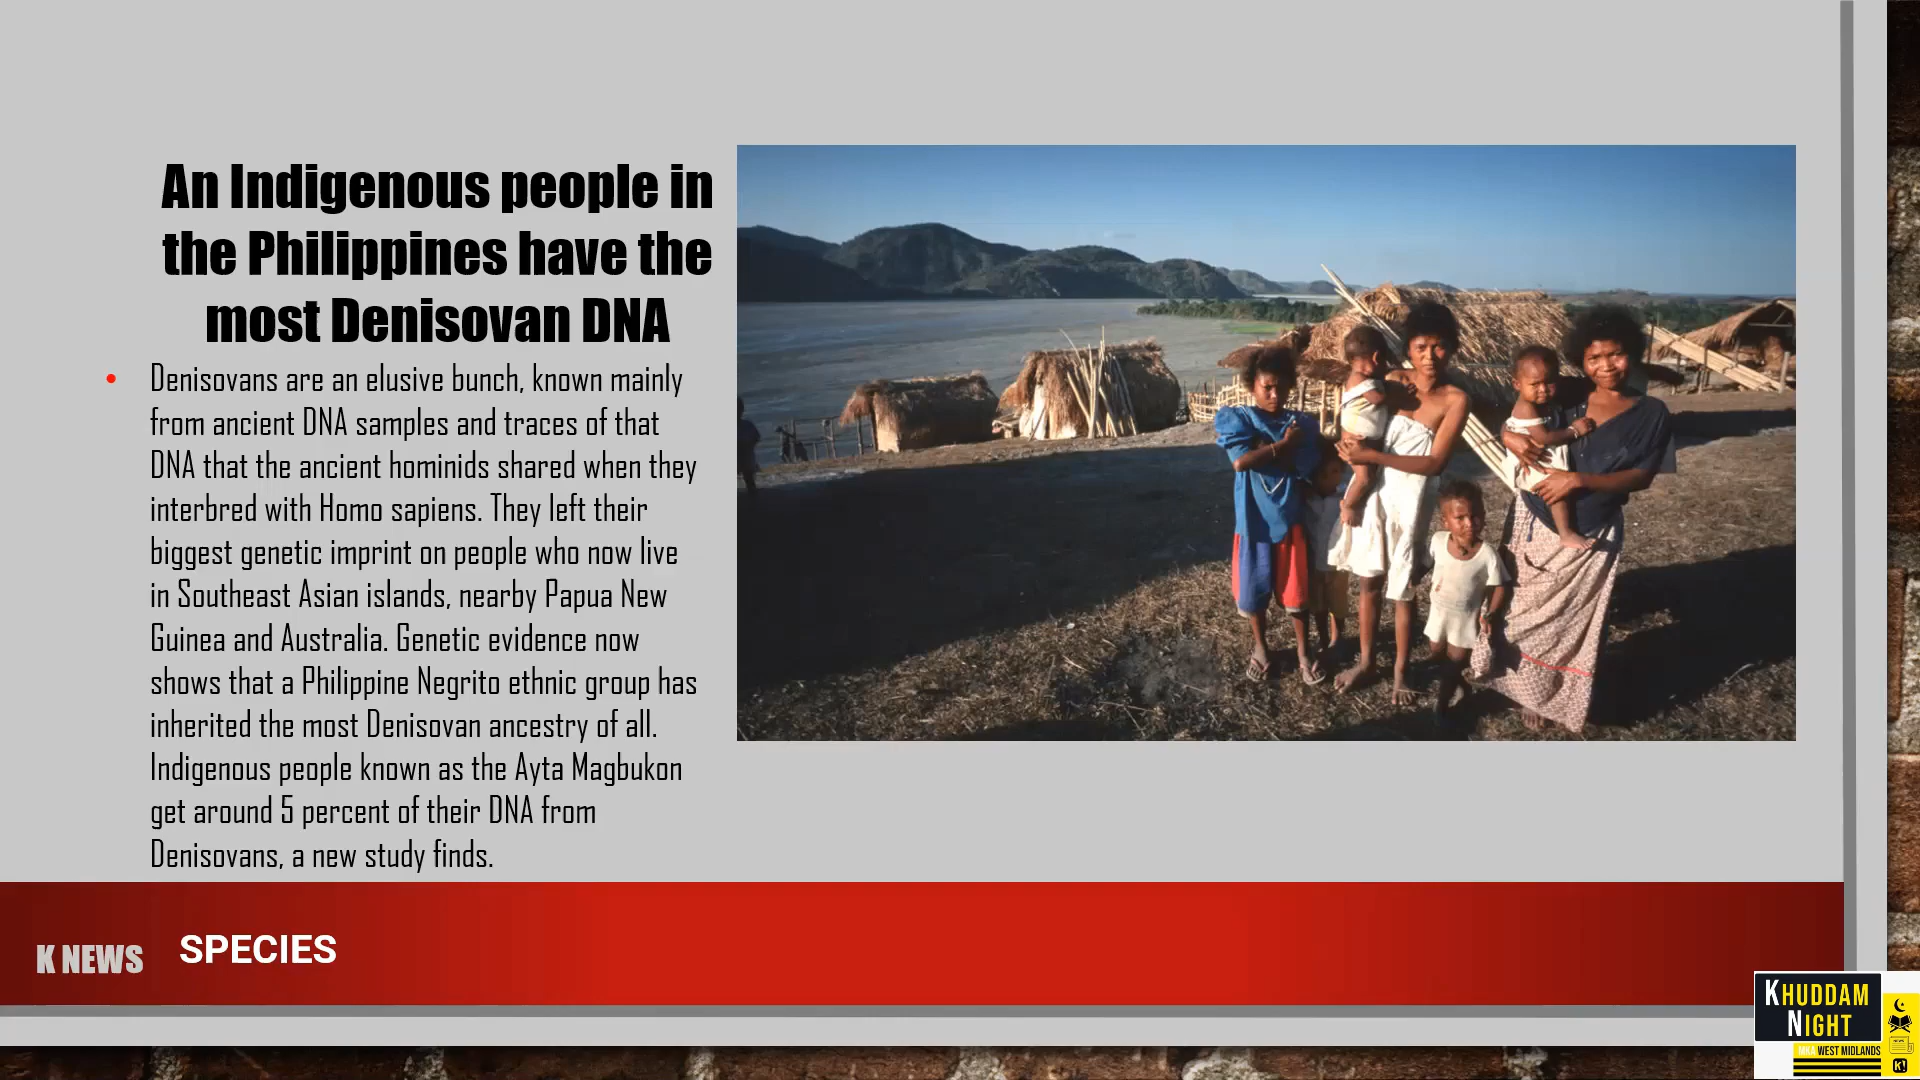 An Indigenous people in
the Philippines have the
most Denisovan DNA
• Denisovans are an elusive bunch, known mainly
from ancient DNA samples and traces of that
DNA that the ancient hominids shared when they
interbred with Homo sapiens. They left their
biggest genetic imprint on people who now live
in Southeast Asian islands, nearby Papua New
Guinea and Australia. Genetic evidence now
shows that a Philippine Negrito ethnic group has
inherited the most Denisovan ancestry of all.
Indigenous people known as the Ayta Magbukon
get around 5 percent of their DNA from
Denisovans, a new study finds.
K NEWS SPECIES
KHUDDAM
NIGHT
MKA WEST MIDLANDS
NEWS
K!